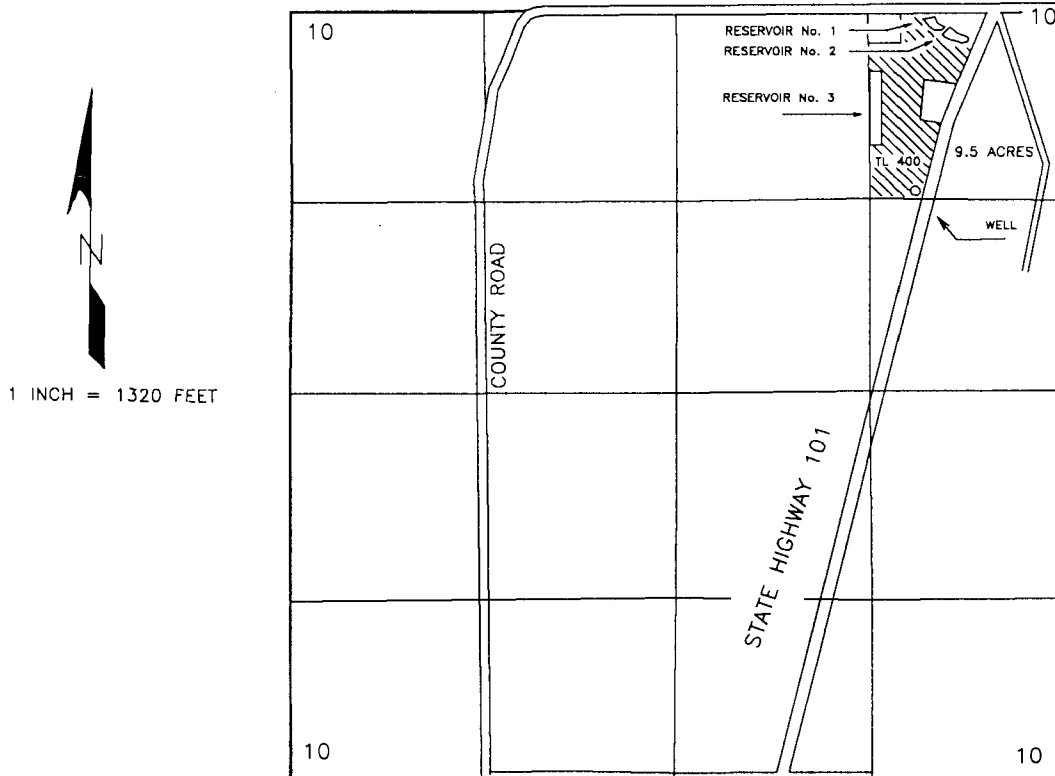 10
10
RESERVOIR No. 1
RESERVOIR No. 2
RESERVOIR No. 3
9.5 ACRES
TL 400
WELL
N
COUNTY ROAD
1 INCH = 1320 FEET
STATE HIGHWAY 101
10
10